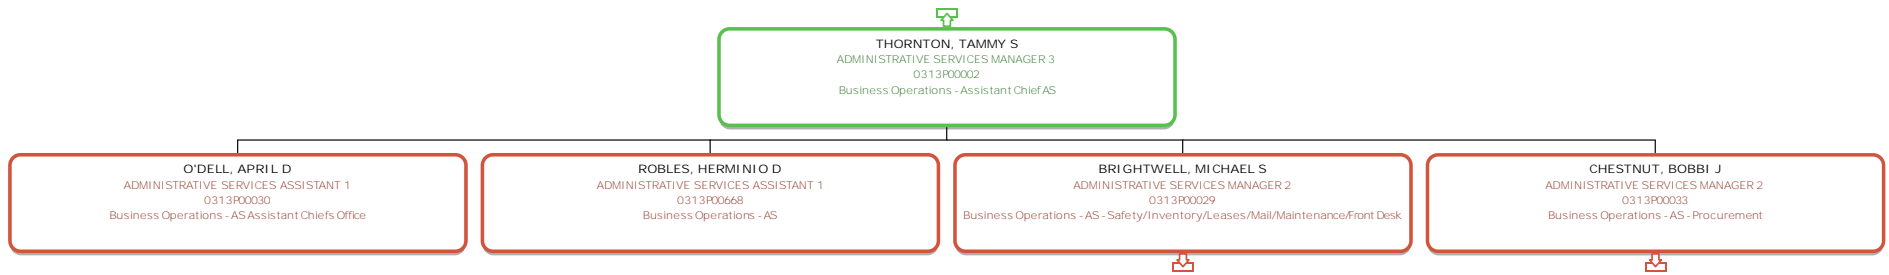 THORNTON, TAMMY S
ADMINISTRATIVE SERVICES MANAGER 3
0313P00002
Business Operations - Assistant Chief AS
O'DELL, APRIL D
ADMINISTRATIVE SERVICES ASSISTANT 1
0313P00030
Business Operations - AS Assistant Chiefs Office
ROBLES, HERMINIO D
ADMINISTRATIVE SERVICES ASSISTANT 1
0313P00668
Business Operations - AS
BRIGHTWELL, MICHAEL S
ADMINISTRATIVE SERVICES MANAGER 2
0313P00029
Business Operations - AS - Safety/Inventory/Leases/Mail/Maintenance/Front Desk
CHESTNUT, BOBBI J
ADMINISTRATIVE SERVICES MANAGER 2
0313P00033
Business Operations - AS - Procurement